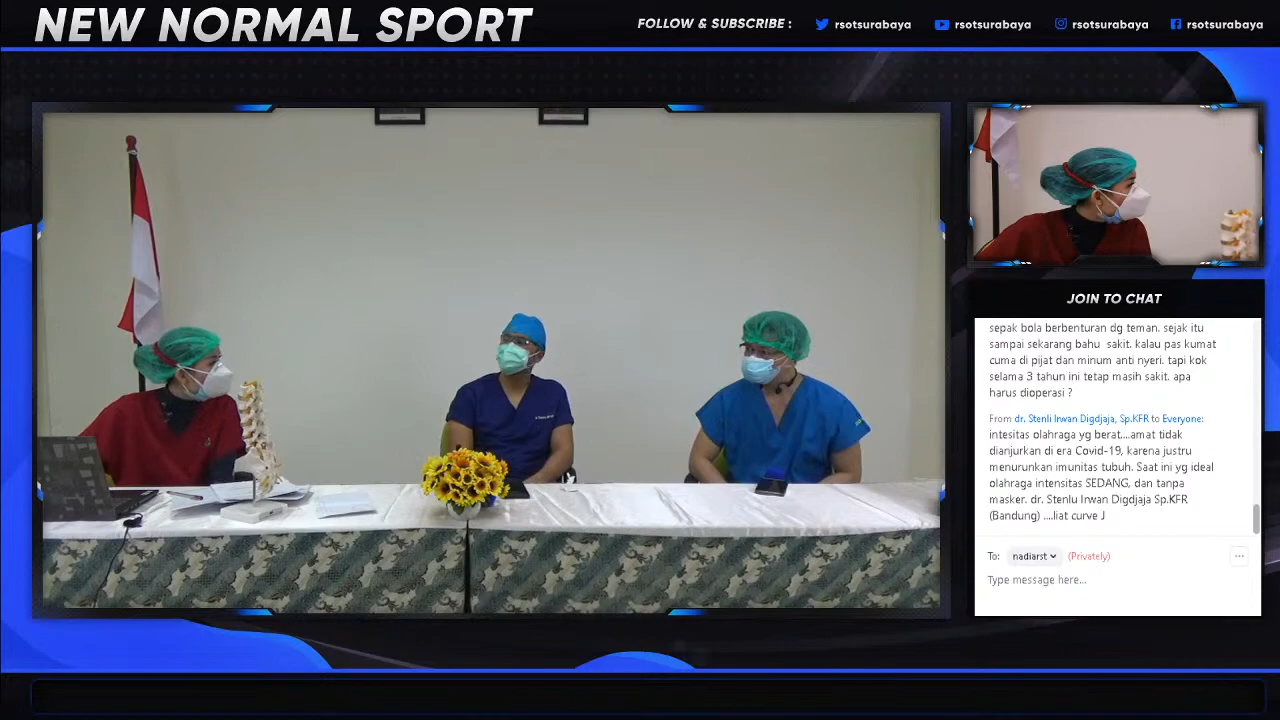 NEW NORMAL SPORT
FOLLOW & SUBSCRIBE :
rsotsurabaya
rsotsurabaya
rsotsurabaya
rsotsurabaya
JOIN TO CHAT
sepak bola berbenturan dg teman. sejak itu
sampai sekarang bahu sakit. kalau pas kumat
cuma di pijat dan minum anti nyeri. tapi kok
selama 3 tahun ini tetap masih sakit. apa
harus dioperasi ?
From dr. Stenli Irwan Digdjaja, Sp.KFR to Everyone:
intesitas olahraga yg berat....amat tidak
dianjurkan di era Covid-19, karena justru
menurunkan imunitas tubuh. Saat ini yg ideal
olahraga intensitas SEDANG, dan tanpa
masker. dr. Stenlu Irwan Digdjaja Sp.KFR
(Bandung) ....liat curve J
To: nadiarst (Privately)
Type message here...